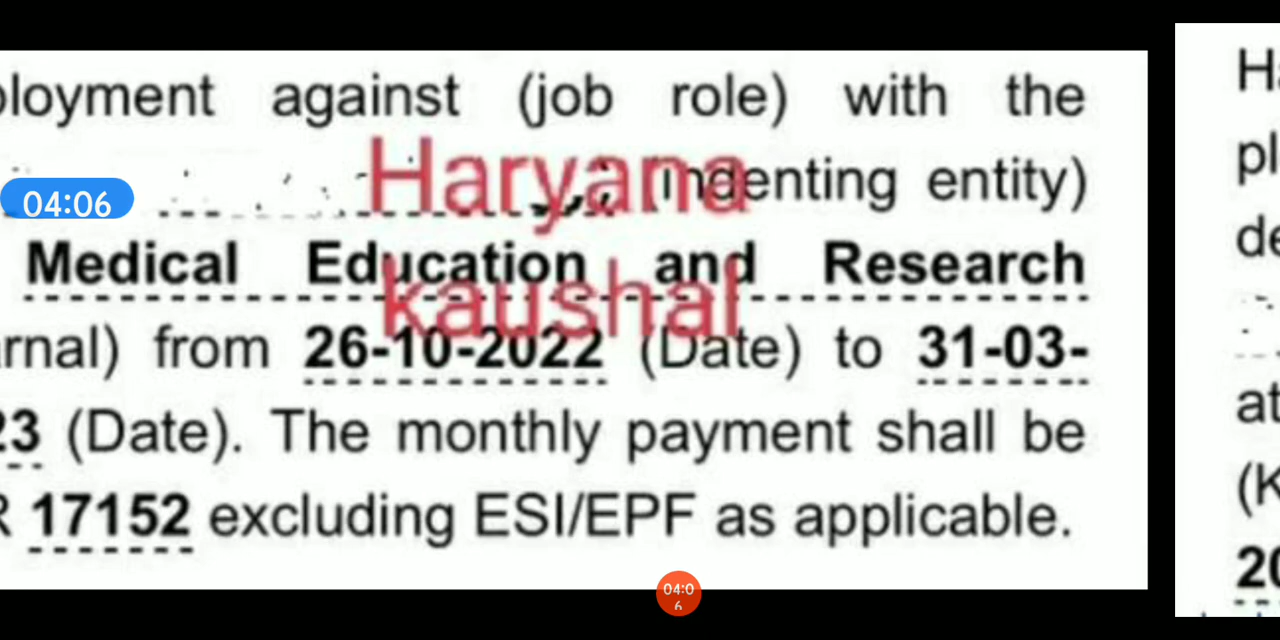 ployment against (job role) with the
Haryana
indenting entity)
Medical Education and Research
kaushal
rnal) from 26-10-2022 (Date) to 31-03-
23 (Date). The monthly payment shall be
R 17152 excluding ESI/EPF as applicable.
04:06
04:0
6
H
pl
de
at
(K
20